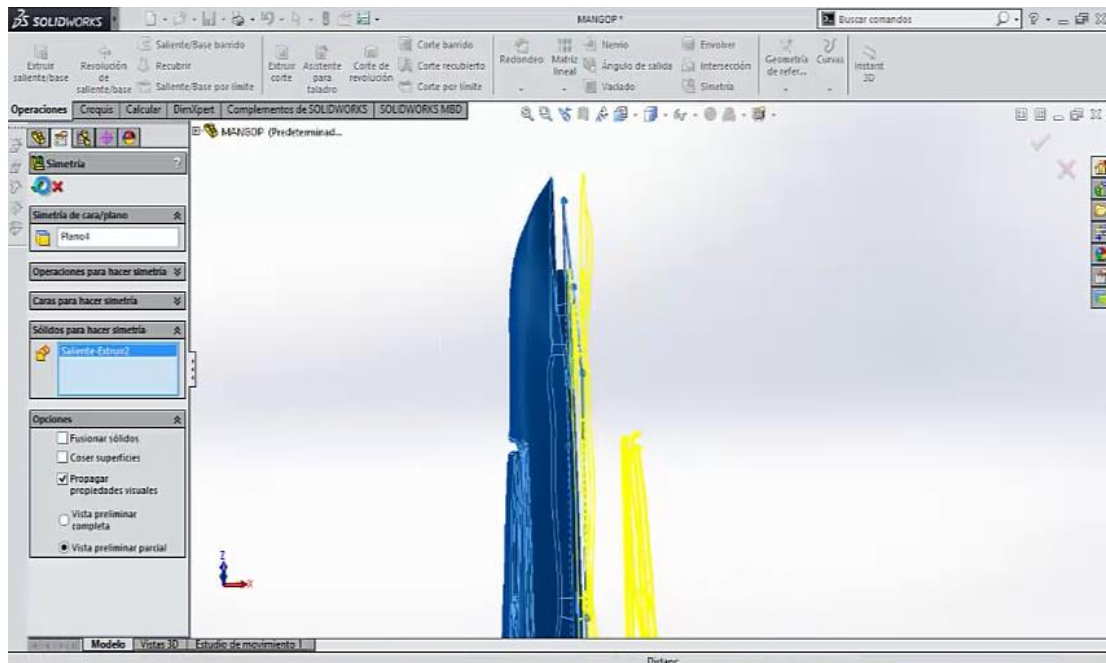 SOLIDWORKS
MANGOP *
Buscar comandos
Extruir saliente/base
Revolución de saliente/base
Saliente/Base barrido
Recubrir
Saliente/Base por límite
Extruir corte
Asistente para taladro
Corte de revolución
Corte barrido
Corte recubierto
Corte por límite
Redondeo
Matriz lineal
Nervio
Ángulo de salida
Vaciado
Envolver
Intersección
Simetría
Geometría de refer...
Curvas
Instant 3D
Operaciones
Croquis
Calcular
DimXpert
Complementos de SOLIDWORKS
SOLIDWORKS MBD
MANGOP (Predeterminad...
Simetría
?
Simetría de cara/plano
Plano4
Operaciones para hacer simetría
Caras para hacer simetría
Sólidos para hacer simetría
Saliente-Extruir2
Opciones
Fusionar sólidos
Coser superficies
Propagar
propiedades visuales
Vista preliminar
completa
Vista preliminar parcial
Z
X
Modelo
Vistas 3D
Estudio de movimiento 1